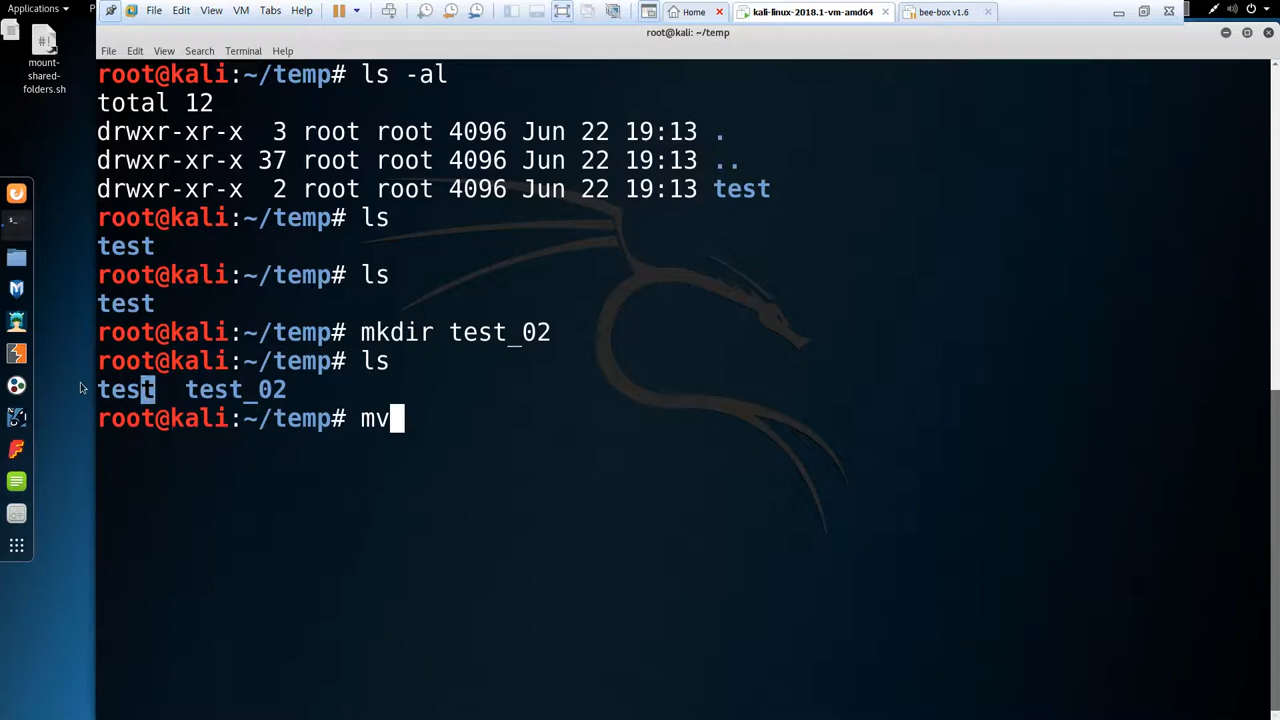 Applications
P
File Edit View VM Tabs Help
Home
kali-linux-2018.1-vm-amd64
bee-box v1.6
root@kali: ~/temp
#!
mount-
shared-
folders.sh
File Edit View Search Terminal Help
root@kali:~/temp# ls -al
total 12
drwxr-xr-x  3 root root 4096 Jun 22 19:13 .
drwxr-xr-x 37 root root 4096 Jun 22 19:13 ..
drwxr-xr-x  2 root root 4096 Jun 22 19:13 test
root@kali:~/temp# ls
test
root@kali:~/temp# ls
test
root@kali:~/temp# mkdir test_02
root@kali:~/temp# ls
test  test_02
root@kali:~/temp# mv